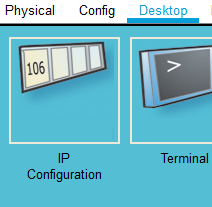 Physical Config Desktop
106
>
IP
Configuration
Terminal